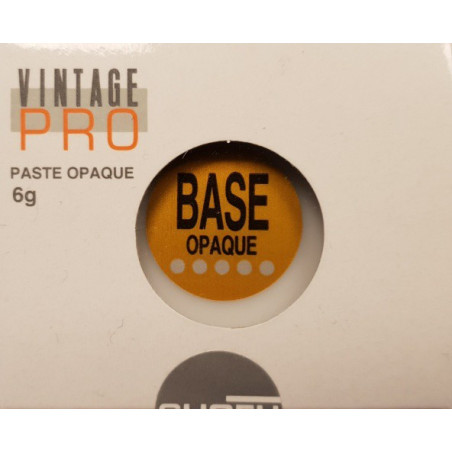 VINTAGE
PRO
PASTE OPAQUE
6g
BASE
OPAQUE